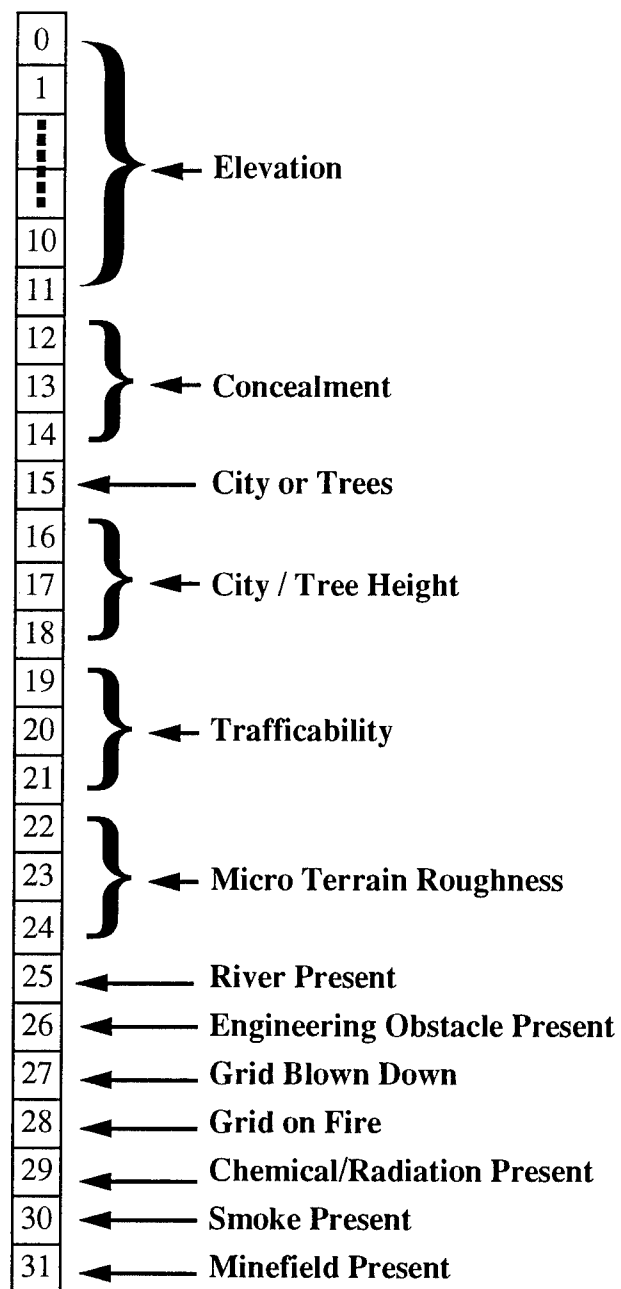 0
1
Elevation
10
11
12
13
Concealment
14
15
City or Trees
16
17
City / Tree Height
18
19
20
Trafficability
21
22
23
Micro Terrain Roughness
24
25
River Present
26
Engineering Obstacle Present
27
Grid Blown Down
28
Grid on Fire
29
Chemical/Radiation Present
30
Smoke Present
31
Minefield Present